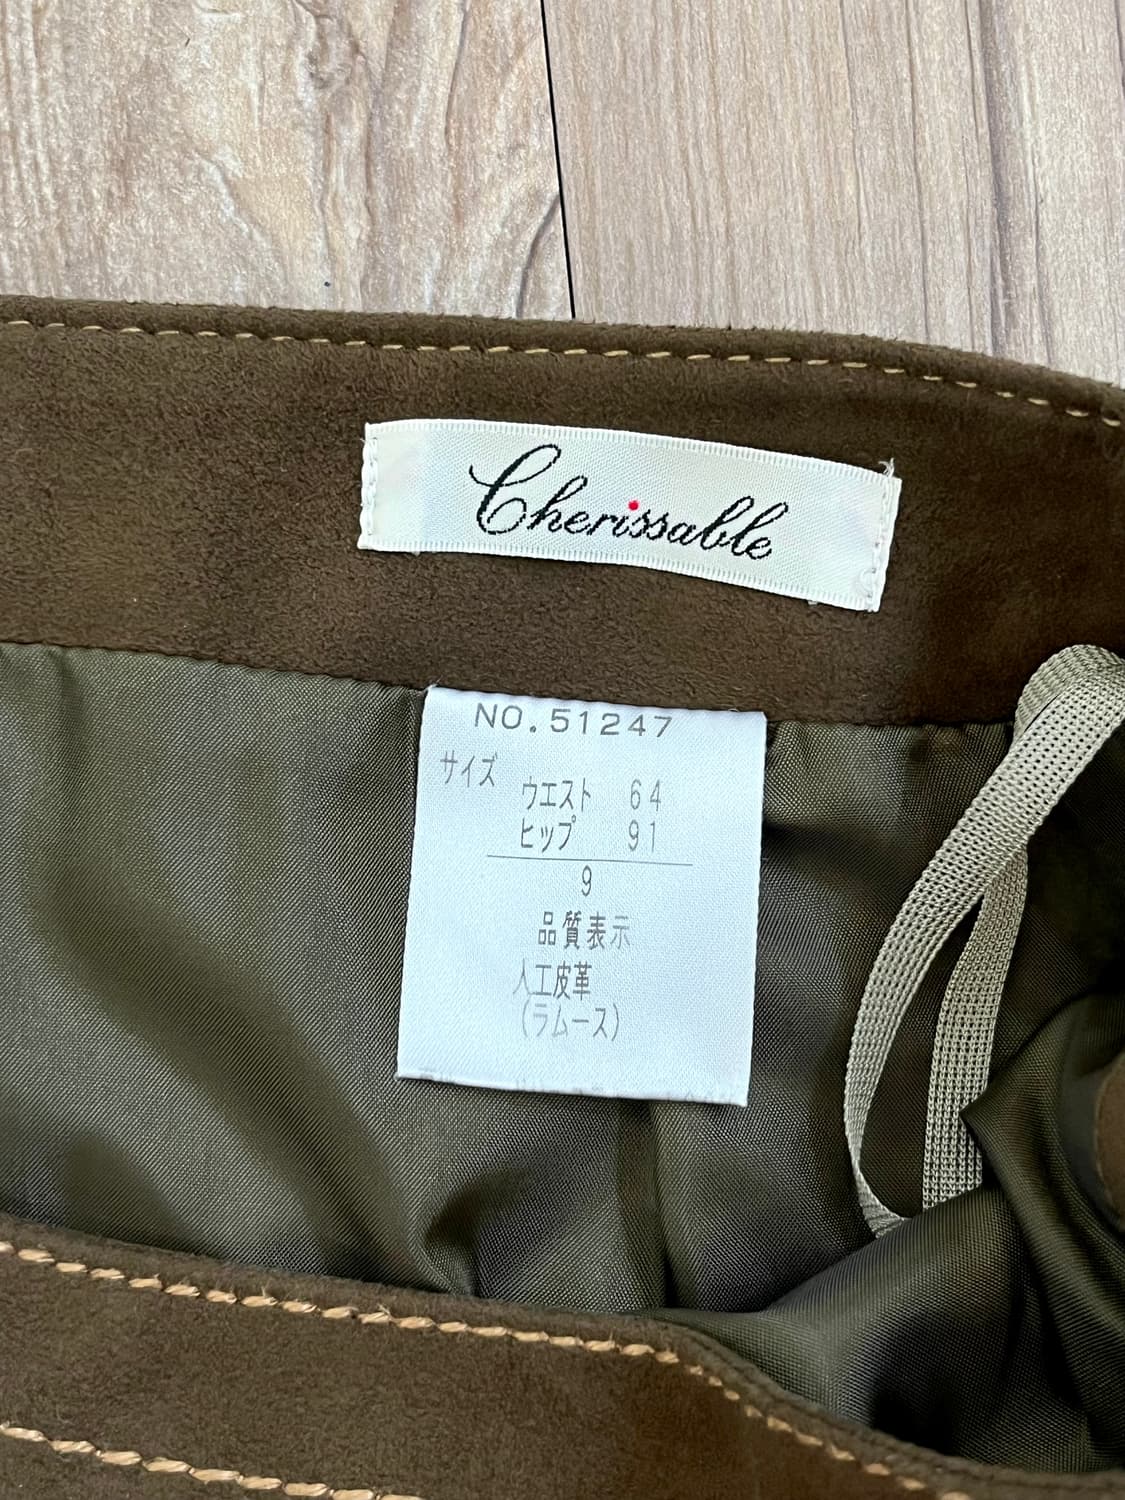 Cherissable
NO.51247
サイズ
ウエスト 64
ヒップ 91
9
品質表示
人工皮革
(ラムース)